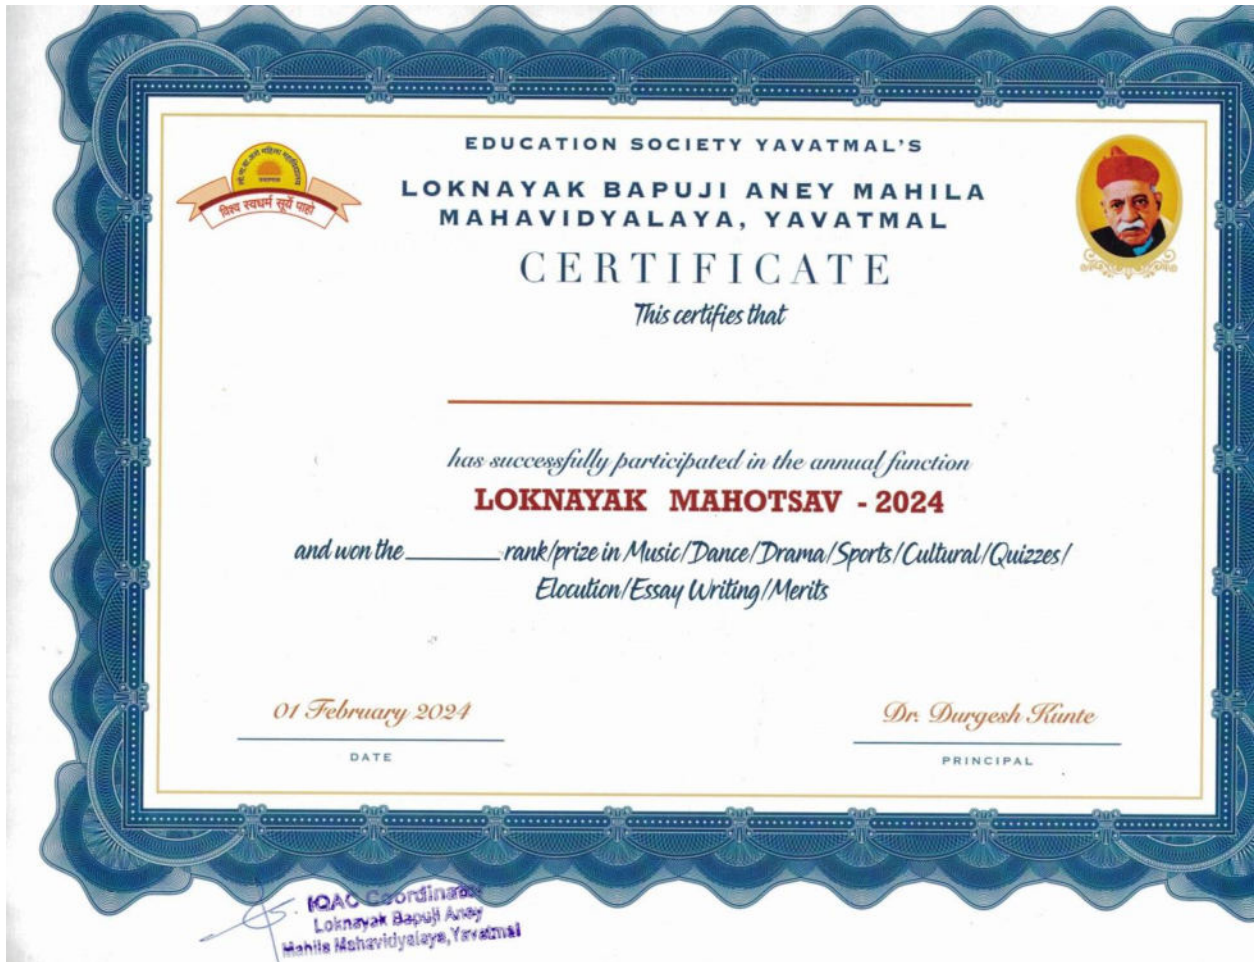 EDUCATION SOCIETY YAVATMAL'S
LOKNAYAK BAPUJI ANEY MAHILA
MAHAVIDYALAYA, YAVATMAL
विश्व स्वधर्म सूर्ये पाहो
CERTIFICATE
This certifies that
has successfully participated in the annual function
LOKNAYAK MAHOTSAV - 2024
and won the ________ rank/prize in Music/Dance/Drama/Sports/Cultural/Quizzes/
Elocution/Essay Writing/Merits
01 February 2024
DATE
Dr. Durgesh Kunte
PRINCIPAL
IQAC Coordinator
Loknayak Bapuji Aney
Mahila Mahavidyalaya, Yavatmal